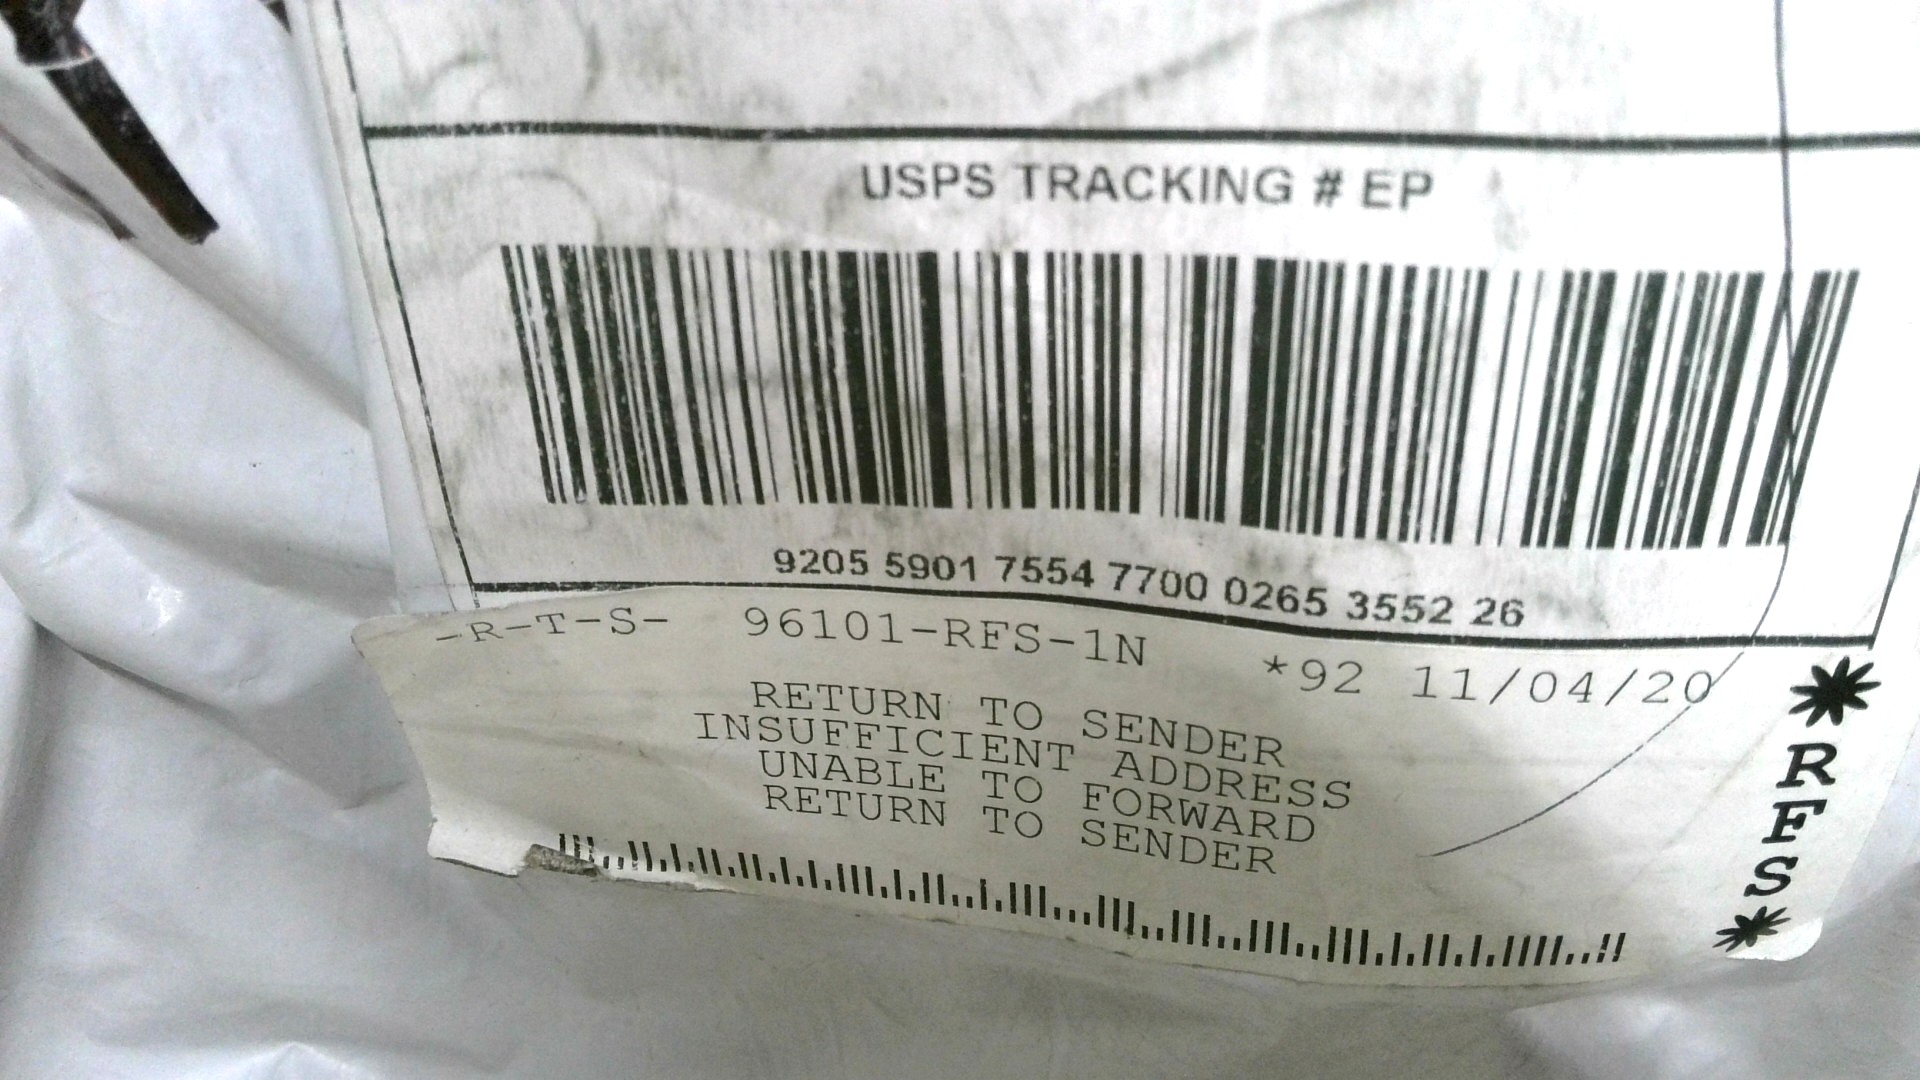 USPS TRACKING # EP
9205 5901 7554 7700 0265 3552 26
-R-T-S- 96101-RFS-1N *92 11/04/20
RETURN TO SENDER
INSUFFICIENT ADDRESS
UNABLE TO FORWARD
RETURN TO SENDER
*RFS*